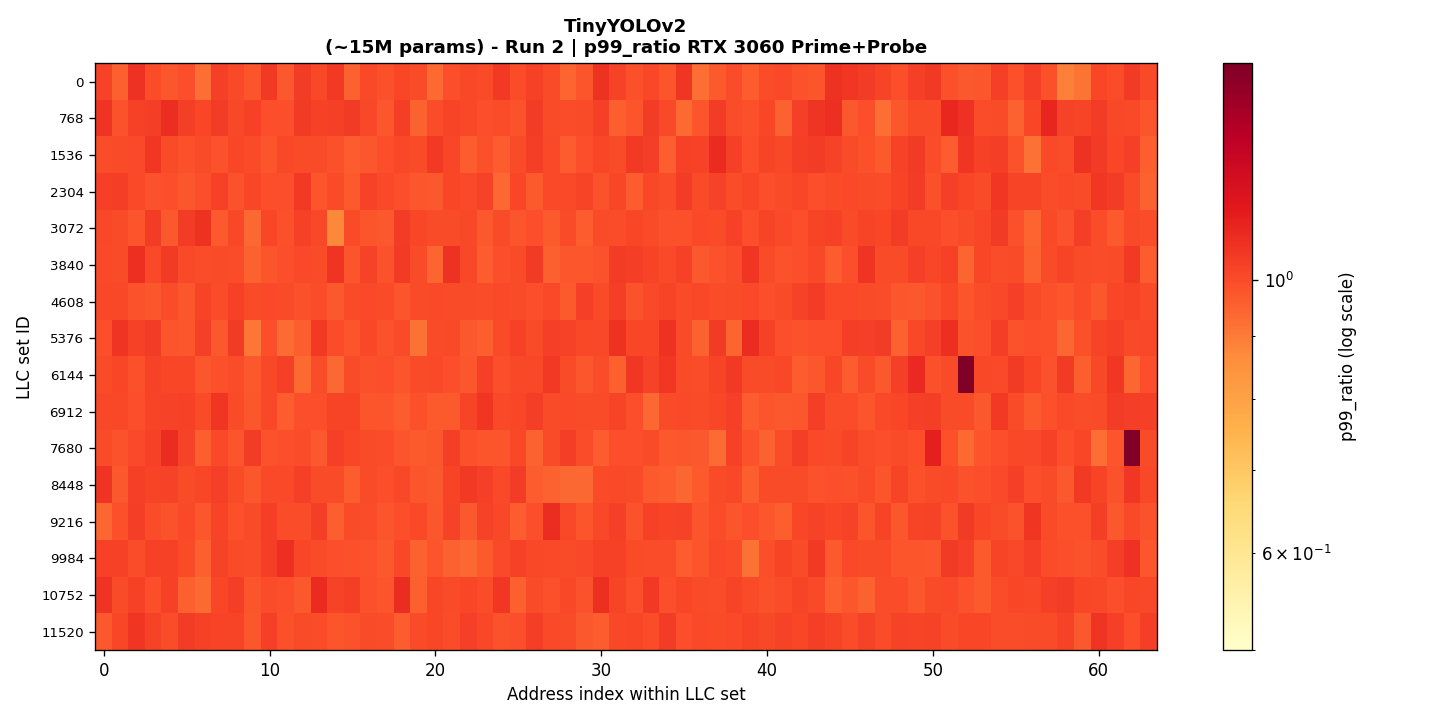 TinyYOLOv2
(~15M params) - Run 2 | p99_ratio RTX 3060 Prime+Probe
LLC set ID
0
768
1536
2304
3072
3840
4608
5376
6144
6912
7680
8448
9216
9984
10752
11520
0 10 20 30 40 50 60
Address index within LLC set
10⁰
6 × 10⁻¹
p99_ratio (log scale)